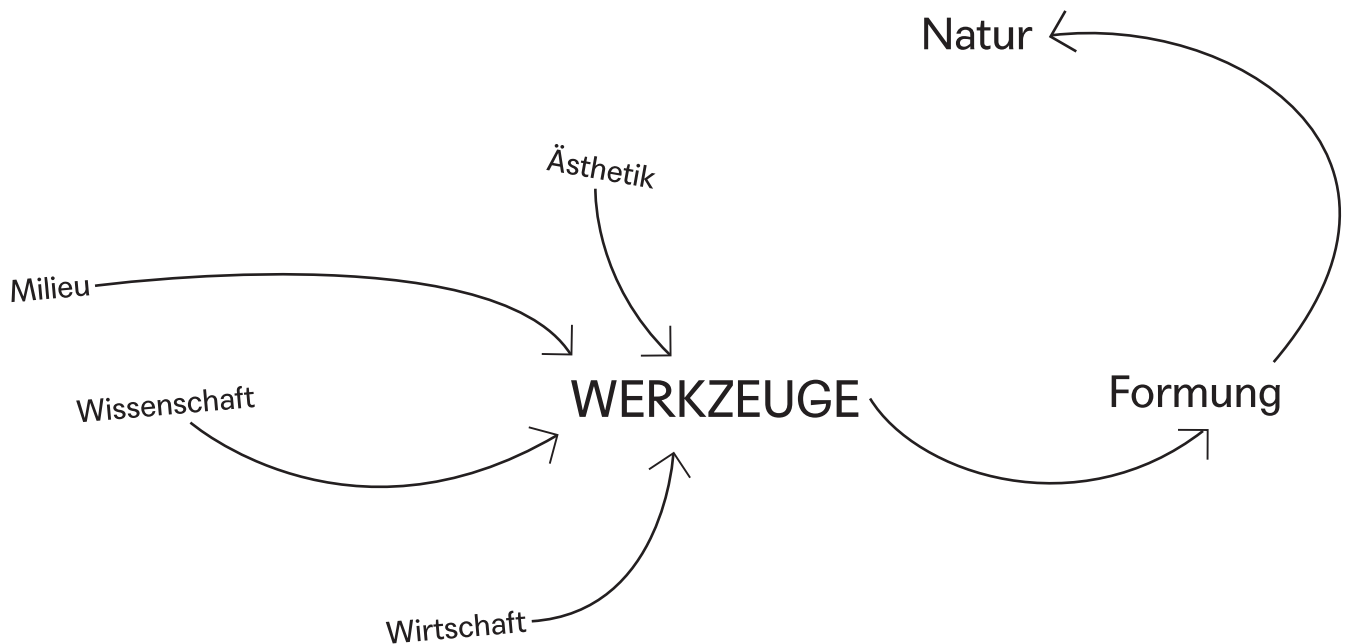 Natur
Ästhetik
Milieu
Wissenschaft
WERKZEUGE
Formung
Wirtschaft